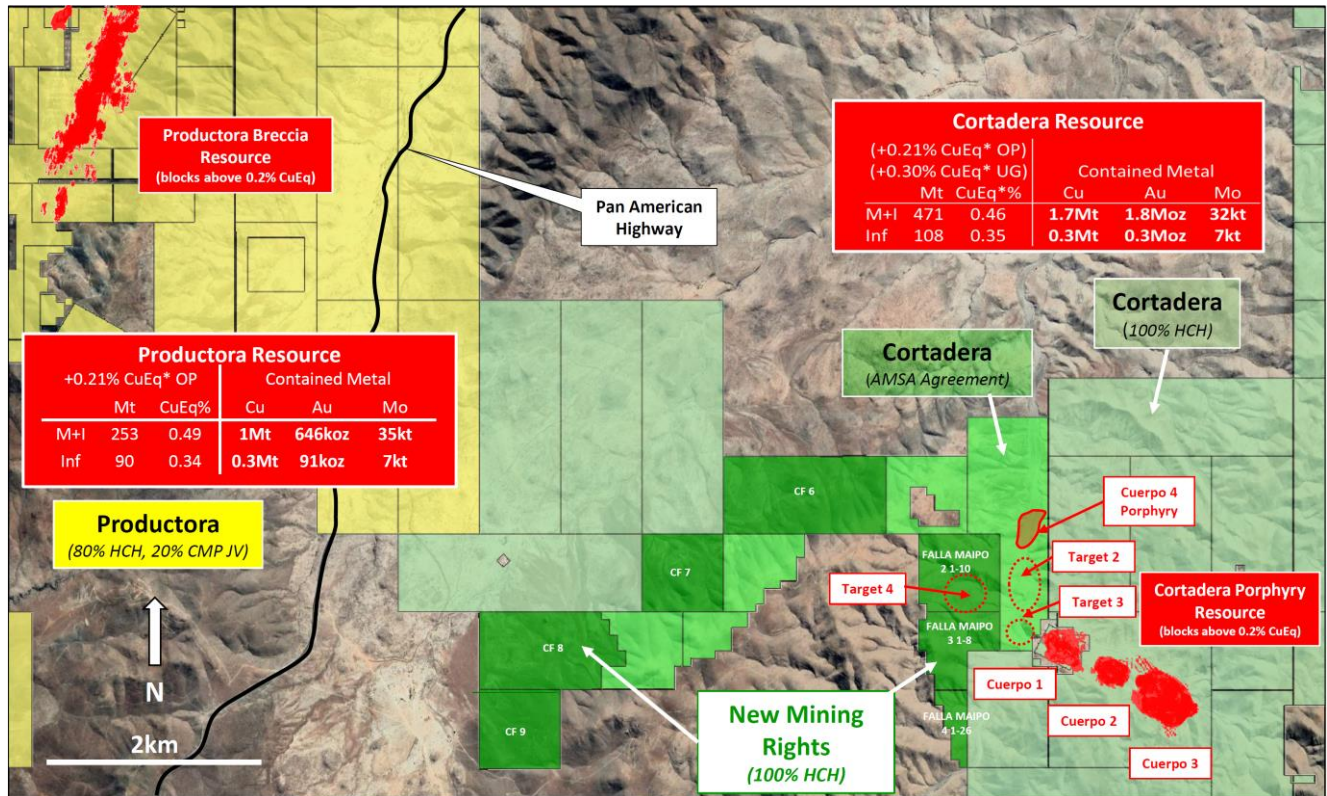 Productora Breccia
Resource
(blocks above 0.2% CuEq)
Pan American
Highway
Cortadera Resource
(+0.21% CuEq* OP)
(+0.30% CuEq* UG) Contained Metal
Mt CuEq*% Cu Au Mo
M+I 471 0.46 1.7Mt 1.8Moz 32kt
Inf 108 0.35 0.3Mt 0.3Moz 7kt
Cortadera
(100% HCH)
Cortadera
(AMSA Agreement)
Productora Resource
+0.21% CuEq* OP Contained Metal
Mt CuEq% Cu Au Mo
M+I 253 0.49 1Mt 646koz 35kt
Inf 90 0.34 0.3Mt 91koz 7kt
Productora
(80% HCH, 20% CMP JV)
N
2km
CF 6
CF 7
CF 8
CF 9
FALLA MAIPO
2 1-10
FALLA MAIPO
3 1-8
FALLA MAIPO
4 1-26
Target 4
Cuerpo 4
Porphyry
Target 2
Target 3
Cortadera Porphyry
Resource
(blocks above 0.2% CuEq)
Cuerpo 1
Cuerpo 2
Cuerpo 3
New Mining
Rights
(100% HCH)